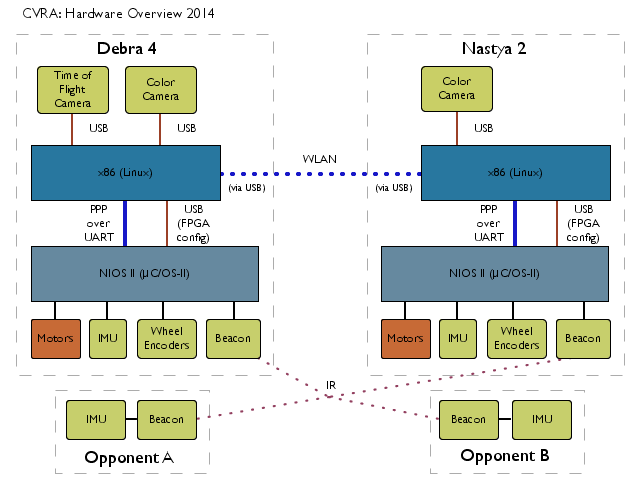 CVRA: Hardware Overview 2014
Debra 4
Time of
Flight
Camera
Color
Camera
USB
USB
x86 (Linux)
PPP
over
UART
USB
(FPGA
config)
NIOS II (μC/OS-II)
Motors
IMU
Wheel
Encoders
Beacon
WLAN
(via USB)
(via USB)
Nastya 2
Color
Camera
USB
x86 (Linux)
PPP
over
UART
USB
(FPGA
config)
NIOS II (μC/OS-II)
Motors
IMU
Wheel
Encoders
Beacon
IR
IMU
Beacon
Opponent A
Beacon
IMU
Opponent B